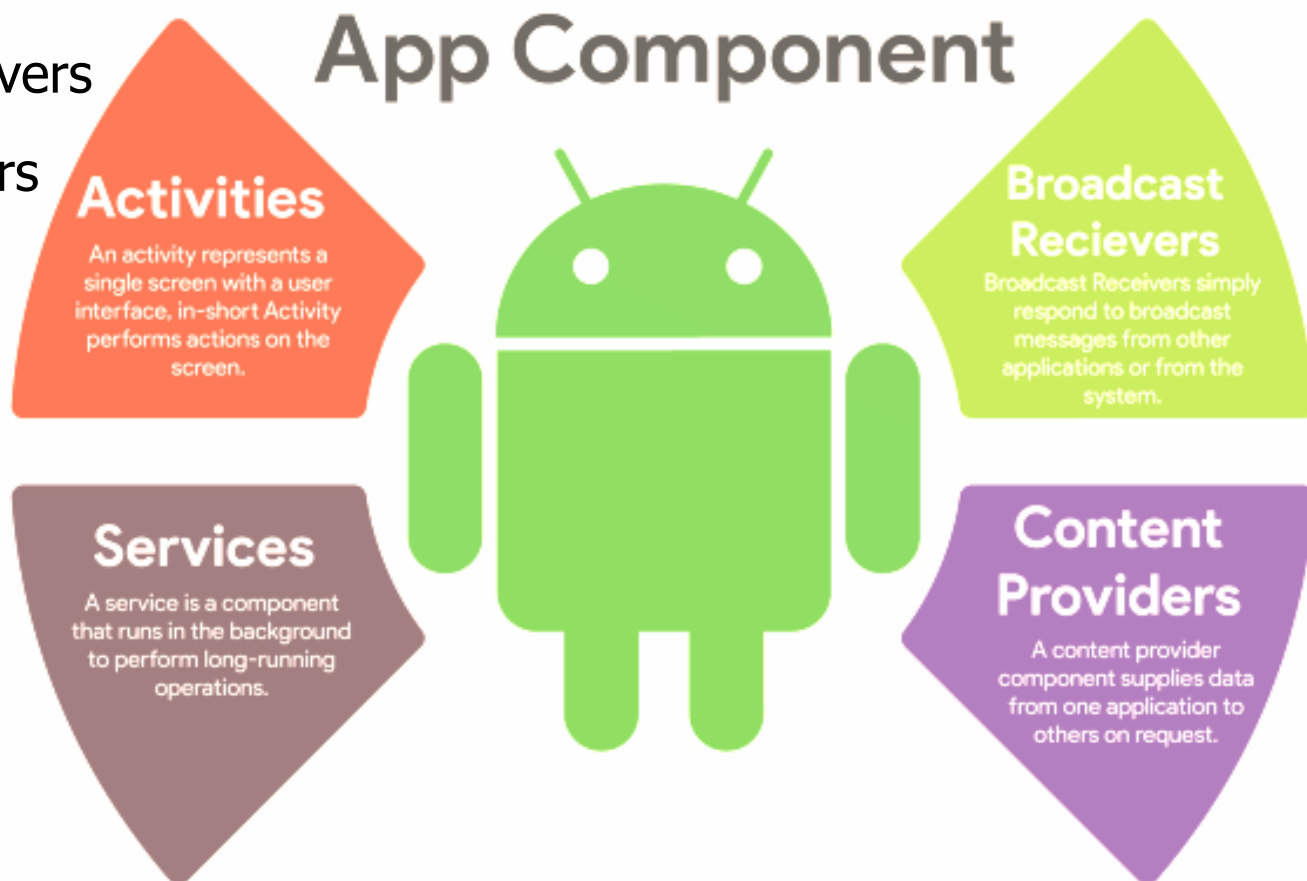 App Component
vers
rs
Activities
An activity represents a
single screen with a user
interface, in-short Activity
performs actions on the
screen.
Broadcast
Recievers
Broadcast Receivers simply
respond to broadcast
messages from other
applications or from the
system.
Services
A service is a component
that runs in the background
to perform long-running
operations.
Content
Providers
A content provider
component supplies data
from one application to
others on request.